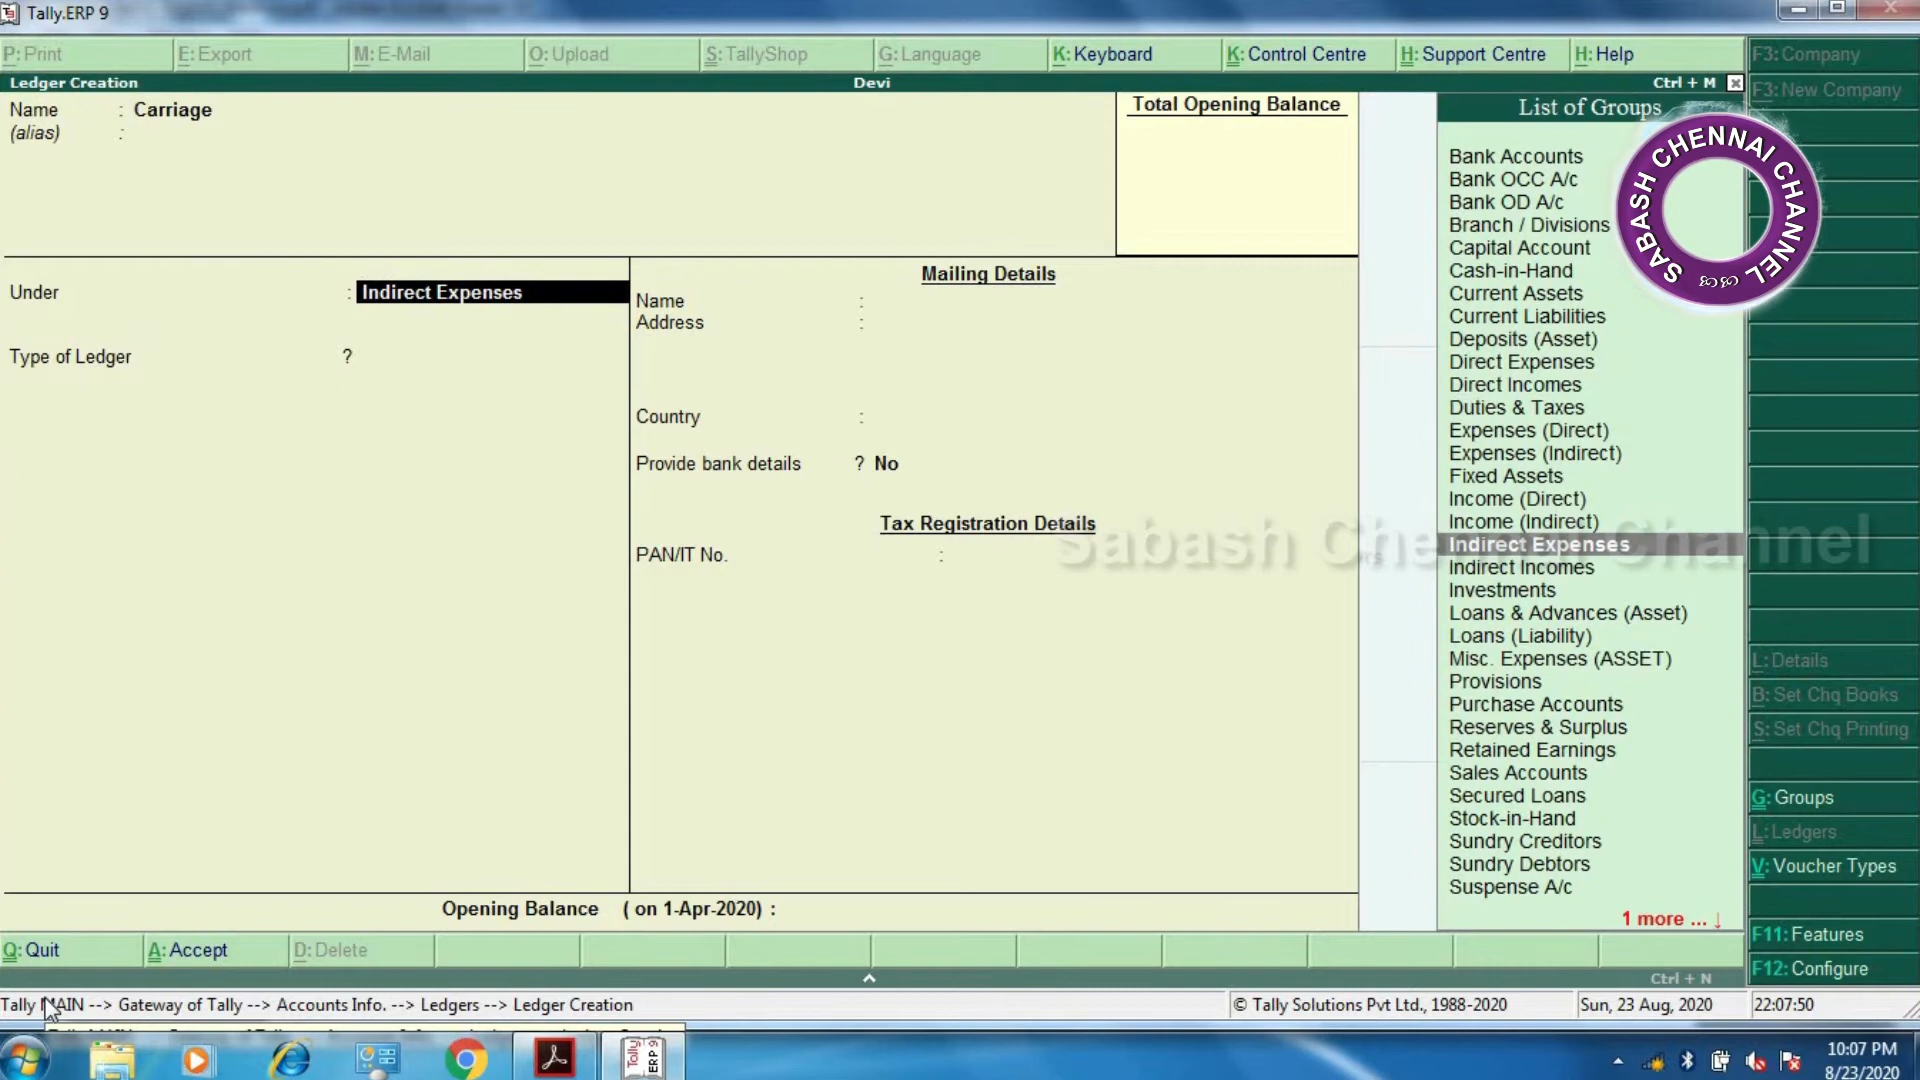 Tally.ERP 9
P: Print E: Export M: E-Mail O: Upload S: TallyShop G: Language K: Keyboard K: Control Centre H: Support Centre H: Help
F3: Company
Ledger Creation Devi Ctrl + M
F3: New Company
Name : Carriage
(alias) :
Total Opening Balance
Under : Indirect Expenses
Type of Ledger ?
Mailing Details
Name :
Address :
Country :
Provide bank details ? No
Tax Registration Details
PAN/IT No. :
Opening Balance ( on 1-Apr-2020) :
List of Groups
Bank Accounts
Bank OCC A/c
Bank OD A/c
Branch / Divisions
Capital Account
Cash-in-Hand
Current Assets
Current Liabilities
Deposits (Asset)
Direct Expenses
Direct Incomes
Duties & Taxes
Expenses (Direct)
Expenses (Indirect)
Fixed Assets
Income (Direct)
Income (Indirect)
Indirect Expenses
Indirect Incomes
Investments
Loans & Advances (Asset)
Loans (Liability)
Misc. Expenses (ASSET)
Provisions
Purchase Accounts
Reserves & Surplus
Retained Earnings
Sales Accounts
Secured Loans
Stock-in-Hand
Sundry Creditors
Sundry Debtors
Suspense A/c
1 more ... ↓
SABASH CHENNAI CHANNEL
Sabash Chennai Channel
L: Details
B: Set Chq Books
S: Set Chq Printing
G: Groups
L: Ledgers
V: Voucher Types
F11: Features
F12: Configure
Q: Quit A: Accept D: Delete
Ctrl + N
Tally MAIN --> Gateway of Tally --> Accounts Info. --> Ledgers --> Ledger Creation © Tally Solutions Pvt Ltd., 1988-2020 Sun, 23 Aug, 2020 22:07:50
Tally ERP 9
10:07 PM
8/23/2020